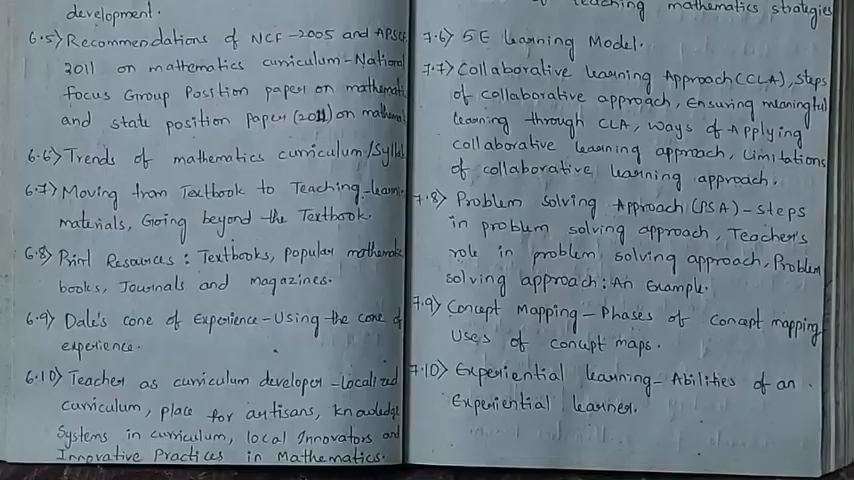 development.
6.5) Recommendations of NCF-2005 and APSCF
2011 on mathematics curriculum-National
focus Group Position paper on mathemati
and state position paper (2011) on mathema
6.6) Trends of mathematics curriculum/Sylla
6.7) Moving from Textbook to Teaching-learni
materials, Going beyond the Textbook.
6.8) Print Resources: Textbooks, popular mathemak
books, Journals and magazines.
6.9) Dale's cone of Experience-Using the cone of
experience.
6.10) Teacher as curriculum developer-localized
curriculum, place for artisans, knowledge
Systems in curriculum, local Innovators and
Innovative Practices in Mathematics.
teaching mathematics strategies
7.6) 5E learning Model.
7.7) Collaborative learning Approach(CLA), steps
of collaborative approach, Ensuring meaningful
learning through CLA, ways of Applying
collaborative learning approach, Limitations
of collaborative learning approach.
7.8) Problem solving Approach(PSA)-steps
in problem solving approach, Teacher's
role in problem solving approach, Problem
solving approach: An Example.
7.9) Concept Mapping-Phases of concept mapping
Uses of concept maps.
7.10) Experiential learning-Abilities of an
Experiential learner.